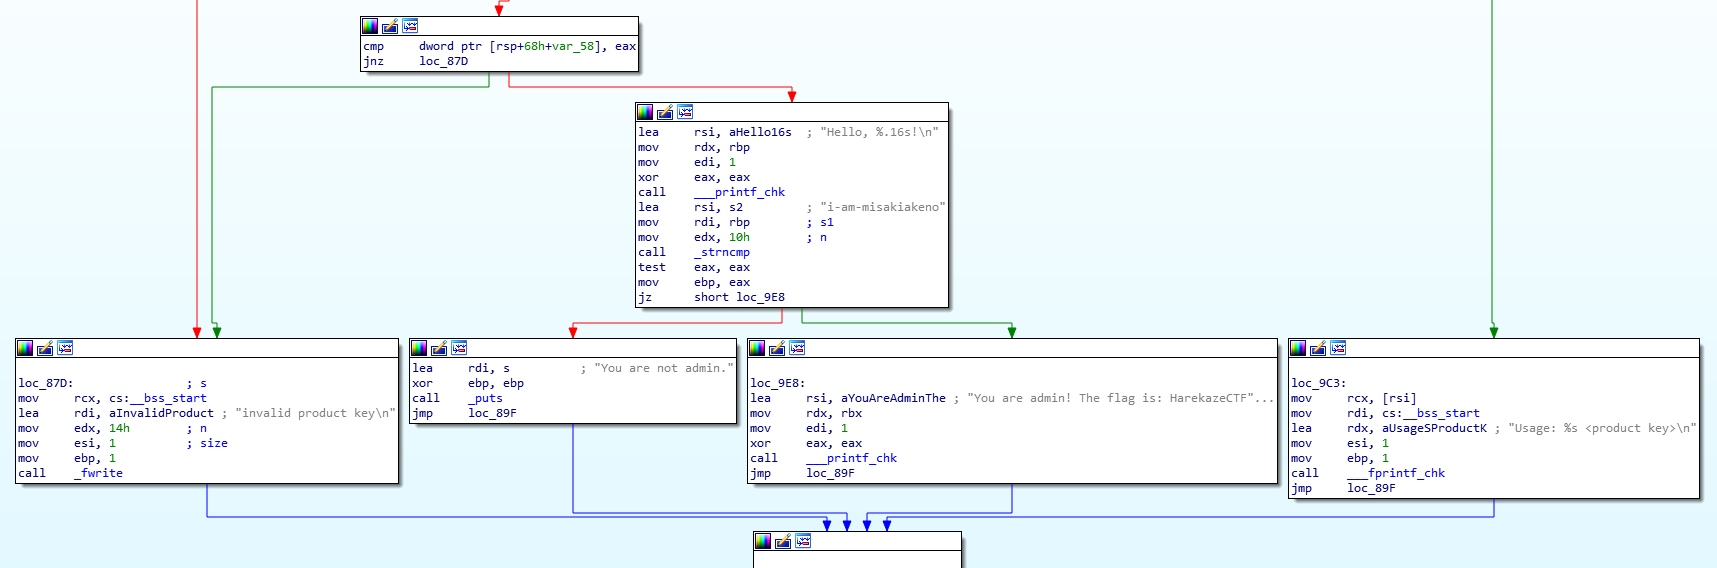 cmp dword ptr [rsp+68h+var_58], eax
jnz loc_87D
lea rsi, aHello16s ; "Hello, %.16s!\n"
mov rdx, rbp
mov edi, 1
xor eax, eax
call ___printf_chk
lea rsi, s2 ; "i-am-misakiakeno"
mov rdi, rbp ; s1
mov edx, 10h ; n
call _strncmp
test eax, eax
mov ebp, eax
jz short loc_9E8
loc_87D: ; s
mov rcx, cs:__bss_start
lea rdi, aInvalidProduct ; "invalid product key\n"
mov edx, 14h ; n
mov esi, 1 ; size
mov ebp, 1
call _fwrite
lea rdi, s ; "You are not admin."
xor ebp, ebp
call _puts
jmp loc_89F
loc_9E8:
lea rsi, aYouAreAdminThe ; "You are admin! The flag is: HarekazeCTF"...
mov rdx, rbx
mov edi, 1
xor eax, eax
call ___printf_chk
jmp loc_89F
loc_9C3:
mov rcx, [rsi]
mov rdi, cs:__bss_start
lea rdx, aUsageSProductK ; "Usage: %s <product key>\n"
mov esi, 1
mov ebp, 1
call ___fprintf_chk
jmp loc_89F